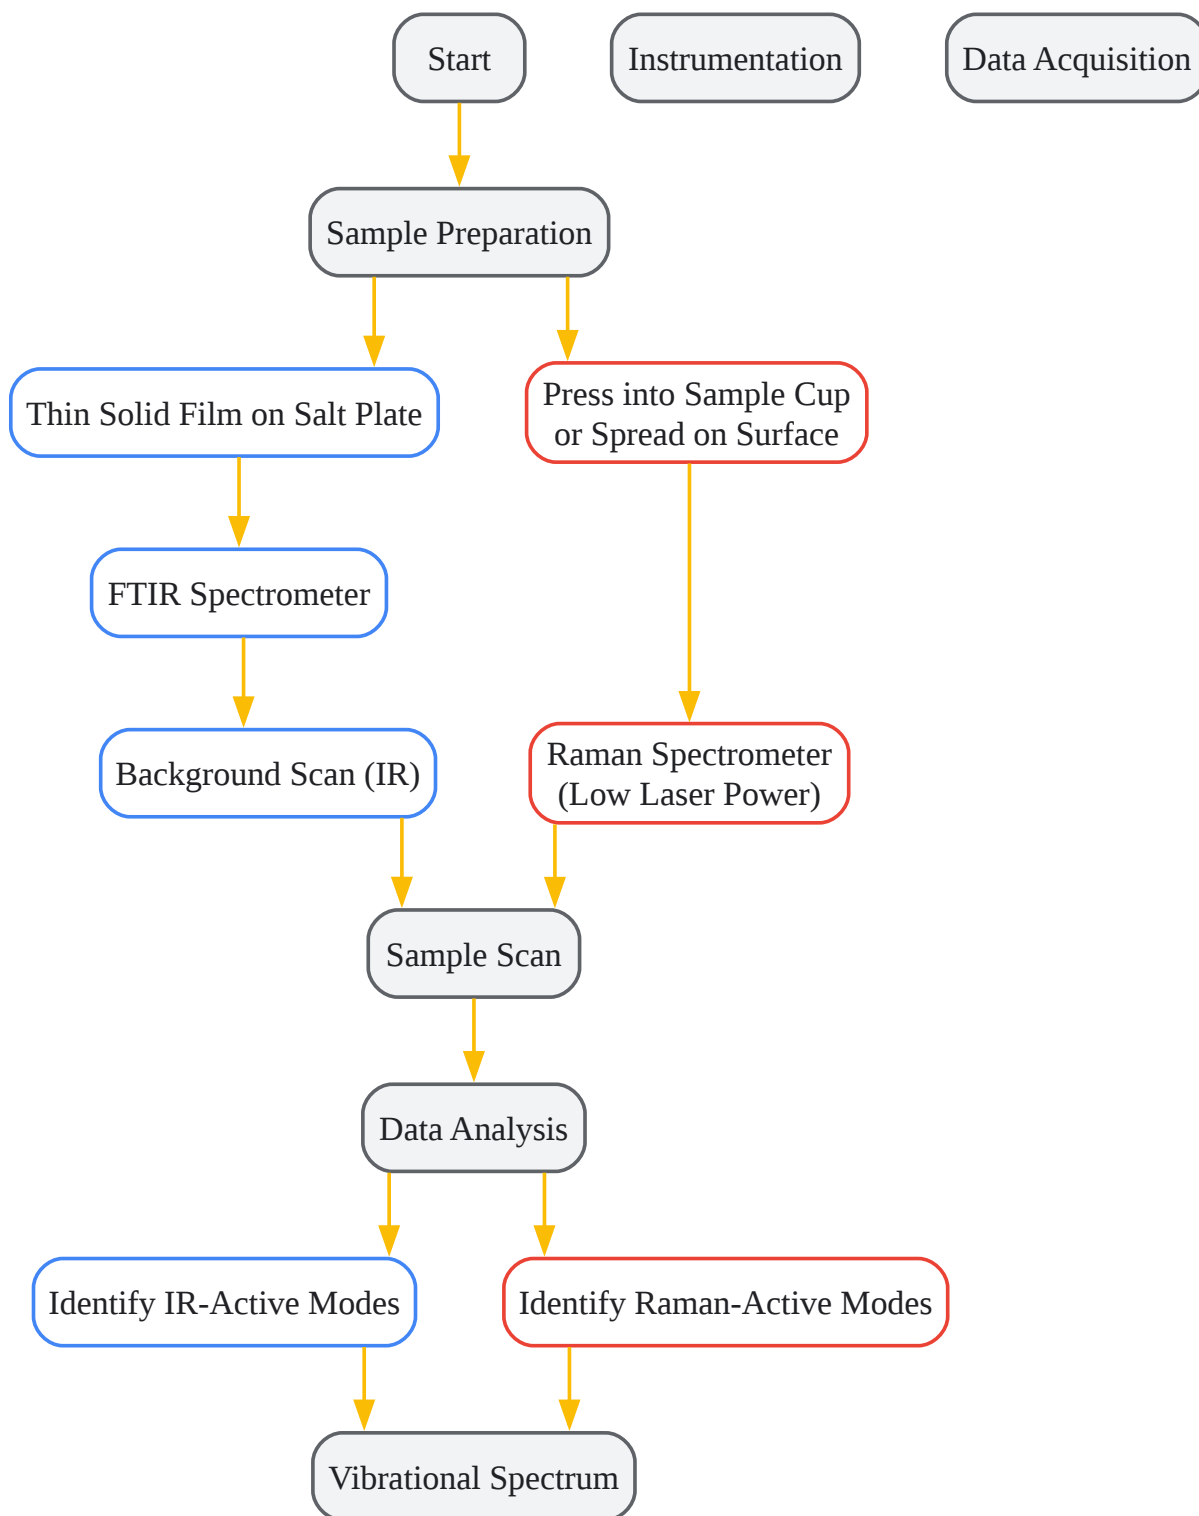 Start
Instrumentation
Data Acquisition
Sample Preparation
Thin Solid Film on Salt Plate
Press into Sample Cup
or Spread on Surface
FTIR Spectrometer
Background Scan (IR)
Raman Spectrometer
(Low Laser Power)
Sample Scan
Data Analysis
Identify IR-Active Modes
Identify Raman-Active Modes
Vibrational Spectrum